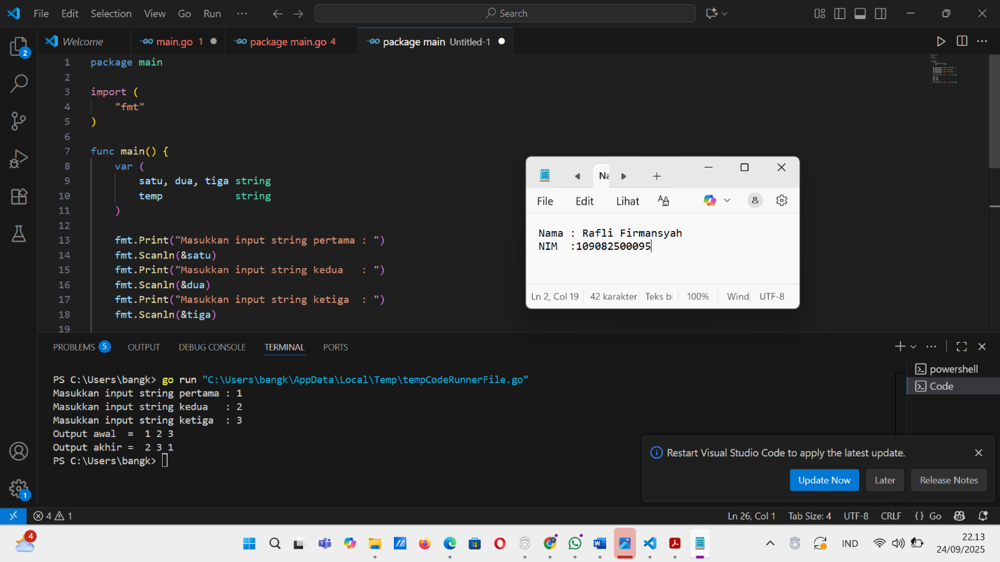 File Edit Selection View Go Run ··· Search
2
Welcome main.go 1 package main.go 4 package main Untitled-1
1 package main
2
3 import (
4 "fmt"
5 )
6
7 func main() {
8 var (
9 satu, dua, tiga string
10 temp string
11 )
12
13 fmt.Print("Masukkan input string pertama : ")
14 fmt.Scanln(&satu)
15 fmt.Print("Masukkan input string kedua : ")
16 fmt.Scanln(&dua)
17 fmt.Print("Masukkan input string ketiga : ")
18 fmt.Scanln(&tiga)
19
Na
File Edit Lihat
Nama : Rafli Firmansyah
NIM :109082500095
Ln 2, Col 19 42 karakter Teks bi 100% Wind UTF-8
PROBLEMS 5 OUTPUT DEBUG CONSOLE TERMINAL PORTS
powershell
Code
PS C:\Users\bangk> go run "C:\Users\bangk\AppData\Local\Temp\tempCodeRunnerFile.go"
Masukkan input string pertama : 1
Masukkan input string kedua : 2
Masukkan input string ketiga : 3
Output awal = 1 2 3
Output akhir = 2 3 1
PS C:\Users\bangk>
Restart Visual Studio Code to apply the latest update.
Update Now Later Release Notes
1
4 1 Ln 26, Col 1 Tab Size: 4 UTF-8 CRLF {} Go
4
IND
22.13
24/09/2025